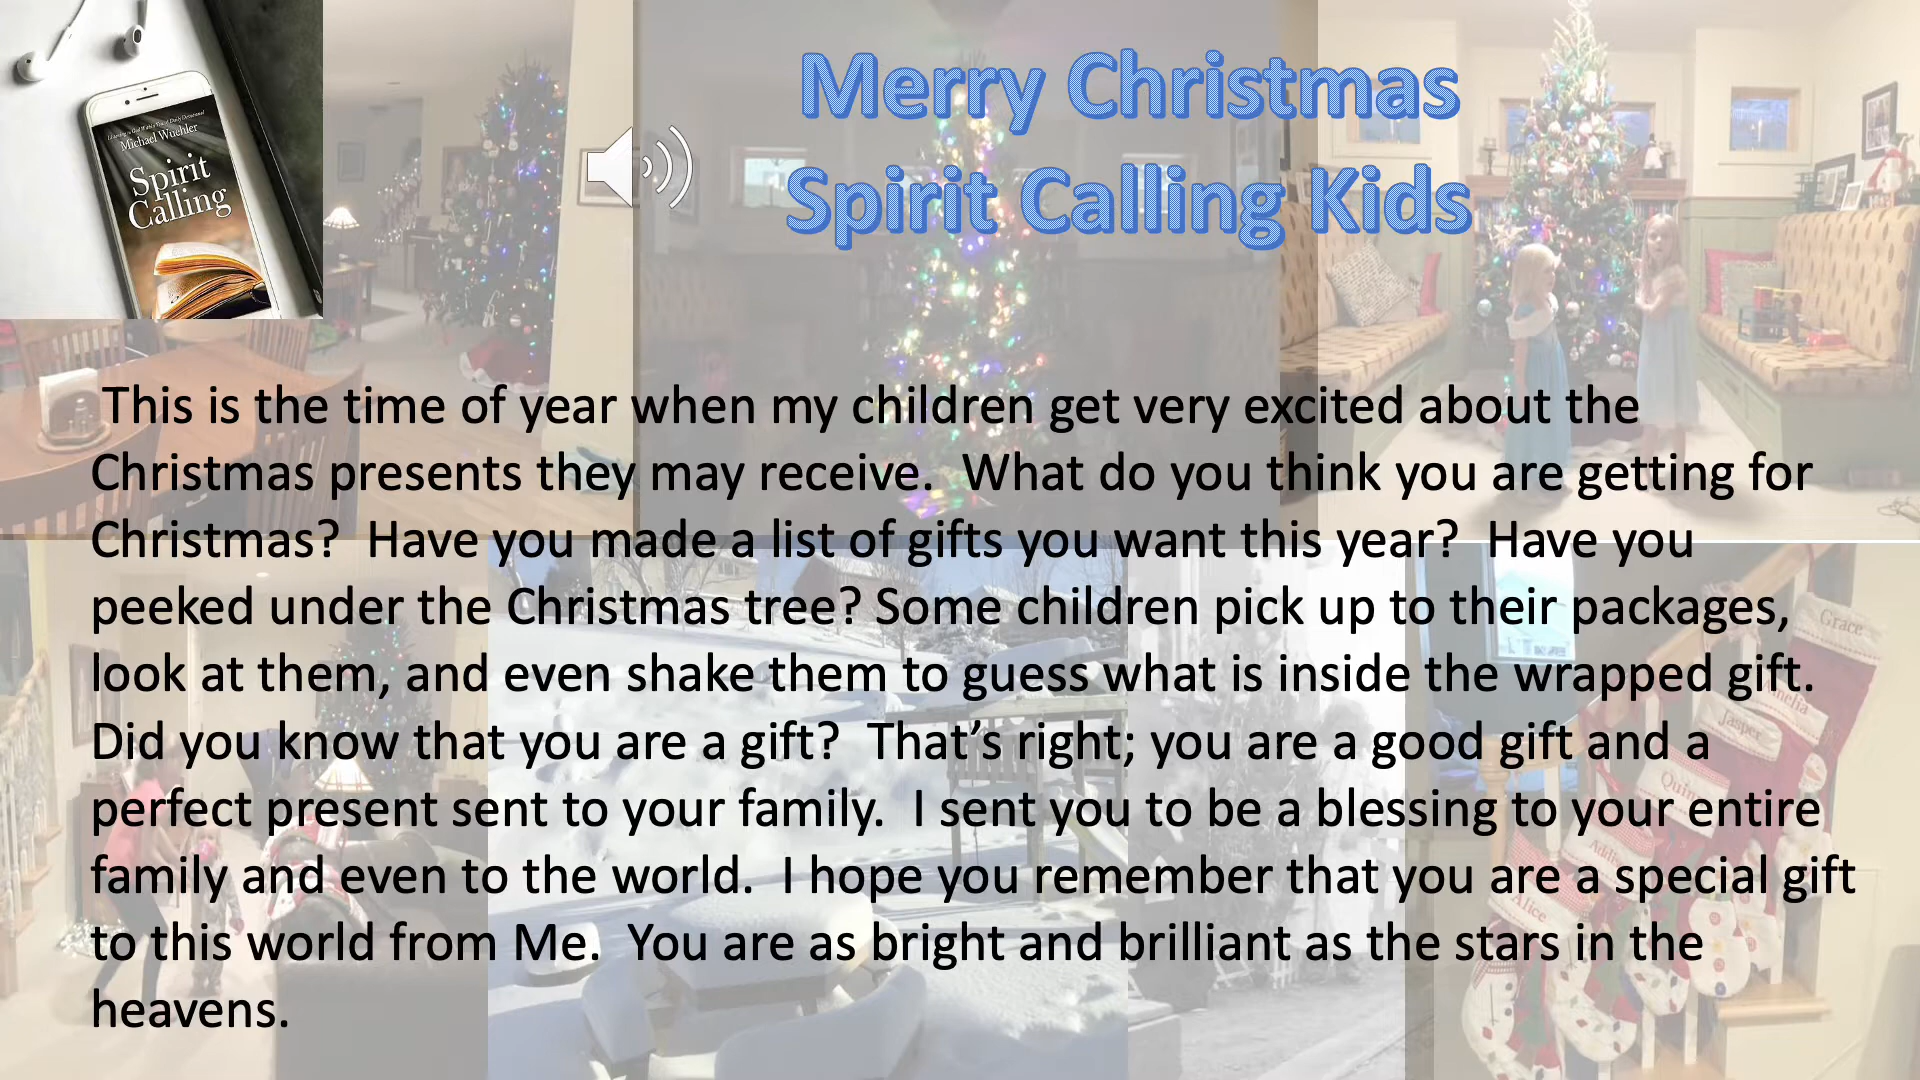 Merry Christmas
Spirit Calling Kids
Michael Wuehler
Spirit
Calling
This is the time of year when my children get very excited about the
Christmas presents they may receive.  What do you think you are getting for
Christmas?  Have you made a list of gifts you want this year?  Have you
peeked under the Christmas tree? Some children pick up to their packages,
look at them, and even shake them to guess what is inside the wrapped gift.
Did you know that you are a gift?  That’s right; you are a good gift and a
perfect present sent to your family.  I sent you to be a blessing to your entire
family and even to the world.  I hope you remember that you are a special gift
to this world from Me.  You are as bright and brilliant as the stars in the
heavens.
Grace
Amelia
Jasper
Alice